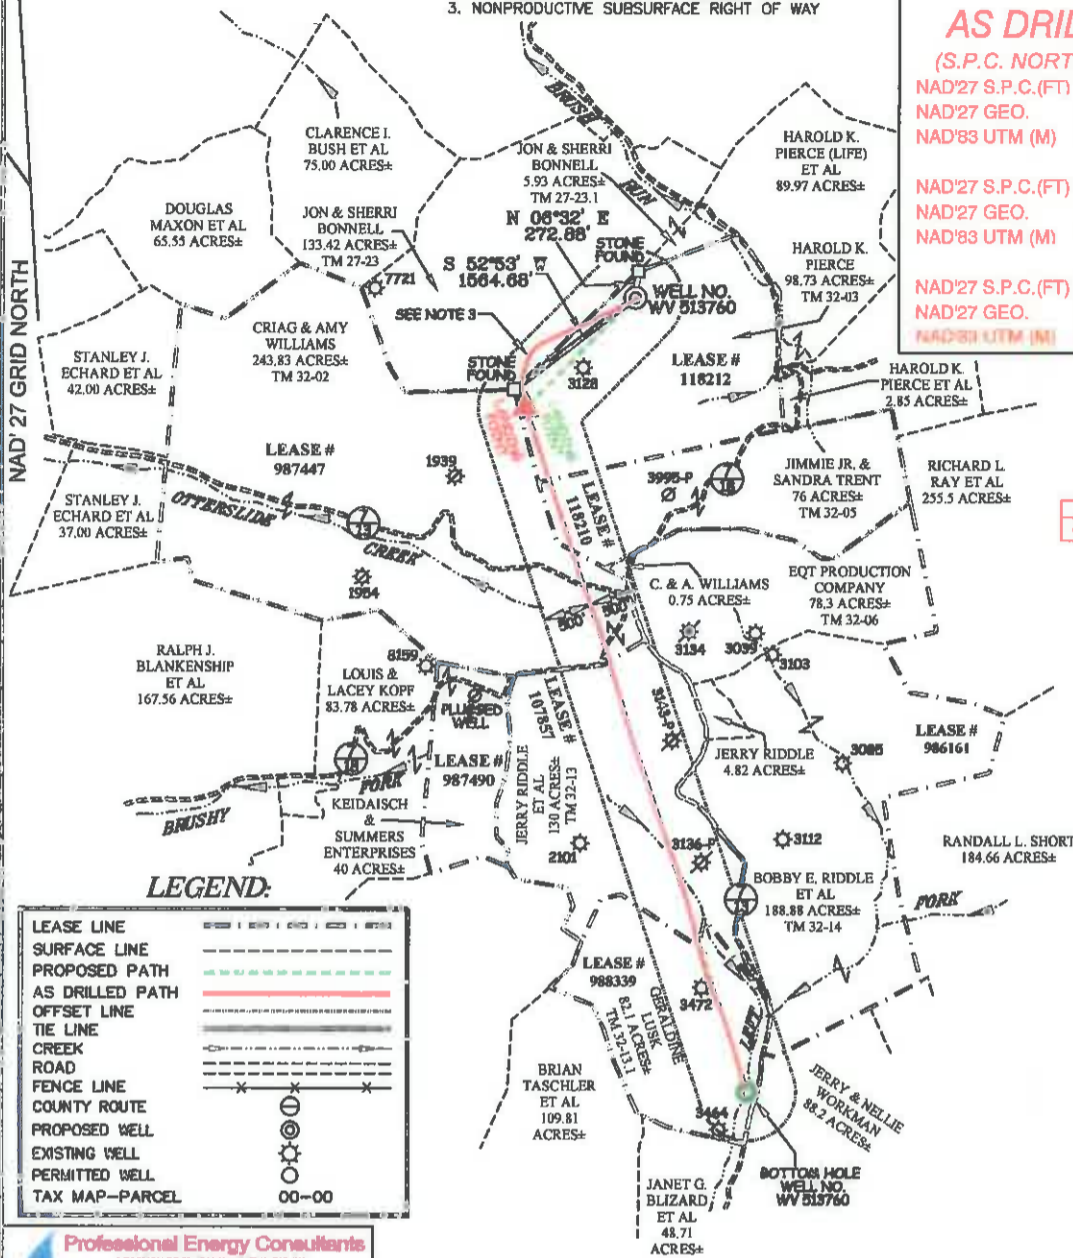 3. NONPRODUCTIVE SUBSURFACE RIGHT OF WAY
AS DRIL
(S.P.C. NORT
NAD'27 S.P.C.(FT)
NAD'27 GEO.
NAD'83 UTM (M)
NAD'27 S.P.C.(FT)
NAD'27 GEO.
NAD'83 UTM (M)
NAD'27 S.P.C.(FT)
NAD'27 GEO.
NAD'83 UTM (M)
NAD' 27 GRID NORTH
BRUSH
RUN
CLARENCE I.
BUSH ET AL
75.00 ACRES±
JON & SHERRI
BONNELL
5.93 ACRES±
TM 27-23.1
HAROLD K.
PIERCE (LIFE)
ET AL
89.97 ACRES±
DOUGLAS
MAXON ET AL
65.55 ACRES±
JON & SHERRI
BONNELL
133.42 ACRES±
TM 27-23
N 06°32' E
272.88'
STONE
FOUND
S 52°53' W
1564.68'
7721
HAROLD K.
PIERCE
98.73 ACRES±
TM 32-03
WELL NO.
WV 513760
SEE NOTE 3
CRIAG & AMY
WILLIAMS
243.83 ACRES±
TM 32-02
STANLEY J.
ECHARD ET AL
42.00 ACRES±
STONE
FOUND
3128
LEASE #
118212
HAROLD K.
PIERCE ET AL
2.85 ACRES±
LEASE #
987447
1939
3995-P
JIMMIE JR. &
SANDRA TRENT
76 ACRES±
TM 32-05
RICHARD L.
RAY ET AL
255.5 ACRES±
STANLEY J.
ECHARD ET AL
37.00 ACRES±
OTTERSLIDE
CREEK
13
18
LEASE #
118210
1954
C. & A. WILLIAMS
0.75 ACRES±
EQT PRODUCTION
COMPANY
78.3 ACRES±
TM 32-06
500'
500'
3134
3039
3103
RALPH J.
BLANKENSHIP
ET AL
167.56 ACRES±
8159
LOUIS &
LACEY KOPF
83.78 ACRES±
PLUGGED
WELL
LEASE #
107857
3143-P
JERRY RIDDLE
4.82 ACRES±
LEASE #
986161
3085
18
LEASE #
987490
FORK
BRUSHY
KEIDAISCH
&
SUMMERS
ENTERPRISES
40 ACRES±
JERRY RIDDLE
ET AL
130 ACRES±
TM 32-13
2101
3136-P
3112
RANDALL L. SHORT
184.66 ACRES±
BOBBY E. RIDDLE
ET AL
188.88 ACRES±
TM 32-14
13
FORK
LEFT
LEASE #
988339
3472
GERALDINE
LUSK
82.1 ACRES±
TM 32-13.1
BRIAN
TASCHLER
ET AL
109.81
ACRES±
3464
JERRY & NELLIE
WORKMAN
88.2 ACRES±
BOTTOM HOLE
WELL NO.
WV 513760
JANET G.
BLIZARD
ET AL
48.71
ACRES±
LEGEND:
LEASE LINE
SURFACE LINE
PROPOSED PATH
AS DRILLED PATH
OFFSET LINE
TIE LINE
CREEK
ROAD
FENCE LINE
COUNTY ROUTE
PROPOSED WELL
EXISTING WELL
PERMITTED WELL
TAX MAP-PARCEL 00-00
Professional Energy Consultants